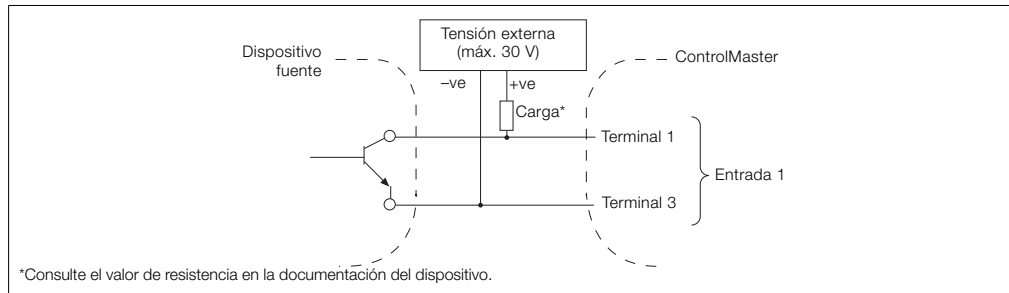 Tensión externa
(máx. 30 V)
Dispositivo
fuente
ControlMaster
–ve
+ve
Carga*
Terminal 1
Entrada 1
Terminal 3
*Consulte el valor de resistencia en la documentación del dispositivo.